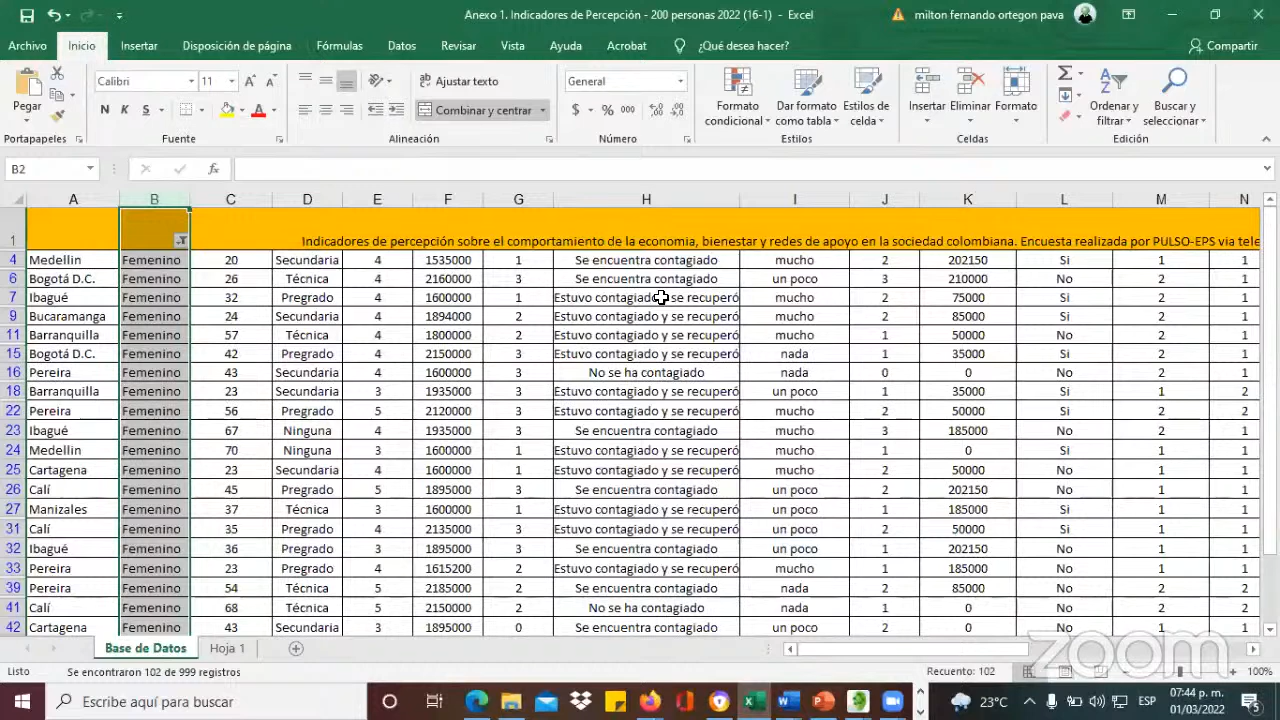 Anexo 1. Indicadores de Percepción - 200 personas 2022 (16-1) - Excel
milton fernando ortegon pava
Archivo Inicio Insertar Disposición de página Fórmulas Datos Revisar Vista Ayuda Acrobat ¿Qué desea hacer? Compartir
Pegar
Calibri 11
N K S
Ajustar texto
Combinar y centrar
General
$ % 000
Formato condicional
Dar formato como tabla
Estilos de celda
Insertar
Eliminar
Formato
Ordenar y filtrar
Buscar y seleccionar
Portapapeles Fuente Alineación Número Estilos Celdas Edición
B2
A B C D E F G H I J K L M N
1 Indicadores de percepción sobre el comportamiento de la economia, bienestar y redes de apoyo en la sociedad colombiana. Encuesta realizada por PULSO-EPS via tele
4 Medellin Femenino 20 Secundaria 4 1535000 1 Se encuentra contagiado mucho 2 202150 Si 1 1
6 Bogotá D.C. Femenino 26 Técnica 4 2160000 3 Se encuentra contagiado un poco 3 210000 No 2 1
7 Ibagué Femenino 32 Pregrado 4 1600000 1 Estuvo contagiado y se recuperó mucho 2 75000 Si 2 1
9 Bucaramanga Femenino 24 Secundaria 4 1894000 2 Estuvo contagiado y se recuperó mucho 2 85000 Si 2 1
11 Barranquilla Femenino 57 Técnica 4 1800000 2 Estuvo contagiado y se recuperó mucho 1 50000 No 2 1
15 Bogotá D.C. Femenino 42 Pregrado 4 2150000 3 Estuvo contagiado y se recuperó nada 1 35000 Si 2 1
16 Pereira Femenino 43 Secundaria 4 1600000 3 No se ha contagiado nada 0 0 No 2 1
18 Barranquilla Femenino 23 Secundaria 3 1935000 3 Estuvo contagiado y se recuperó un poco 1 35000 Si 1 2
22 Pereira Femenino 56 Pregrado 5 2120000 3 Estuvo contagiado y se recuperó mucho 2 50000 Si 2 2
23 Ibagué Femenino 67 Ninguna 4 1935000 3 Se encuentra contagiado mucho 3 185000 No 2 1
24 Medellin Femenino 70 Ninguna 3 1600000 1 Estuvo contagiado y se recuperó mucho 1 0 Si 1 1
25 Cartagena Femenino 23 Secundaria 4 1600000 1 Estuvo contagiado y se recuperó mucho 2 50000 No 1 1
26 Calí Femenino 45 Pregrado 5 1895000 3 Se encuentra contagiado un poco 2 202150 No 1 1
27 Manizales Femenino 37 Técnica 3 1600000 1 Estuvo contagiado y se recuperó un poco 1 185000 Si 1 1
31 Calí Femenino 35 Pregrado 4 2135000 3 Estuvo contagiado y se recuperó un poco 2 50000 Si 1 1
32 Ibagué Femenino 36 Pregrado 3 1895000 3 Se encuentra contagiado un poco 1 202150 No 1 1
33 Pereira Femenino 23 Pregrado 4 1615200 2 Estuvo contagiado y se recuperó mucho 1 185000 No 1 1
39 Pereira Femenino 54 Técnica 5 2185000 2 Se encuentra contagiado nada 2 85000 No 2 2
41 Calí Femenino 68 Técnica 5 2150000 2 No se ha contagiado nada 1 0 No 2 2
42 Cartagena Femenino 43 Secundaria 3 1895000 0 Se encuentra contagiado un poco 2 0 No 1 1
Base de Datos Hoja 1
zoom
Listo Se encontraron 102 de 999 registros Recuento: 102 100%
Escribe aquí para buscar 23°C ESP 07:44 p. m.
01/03/2022 5